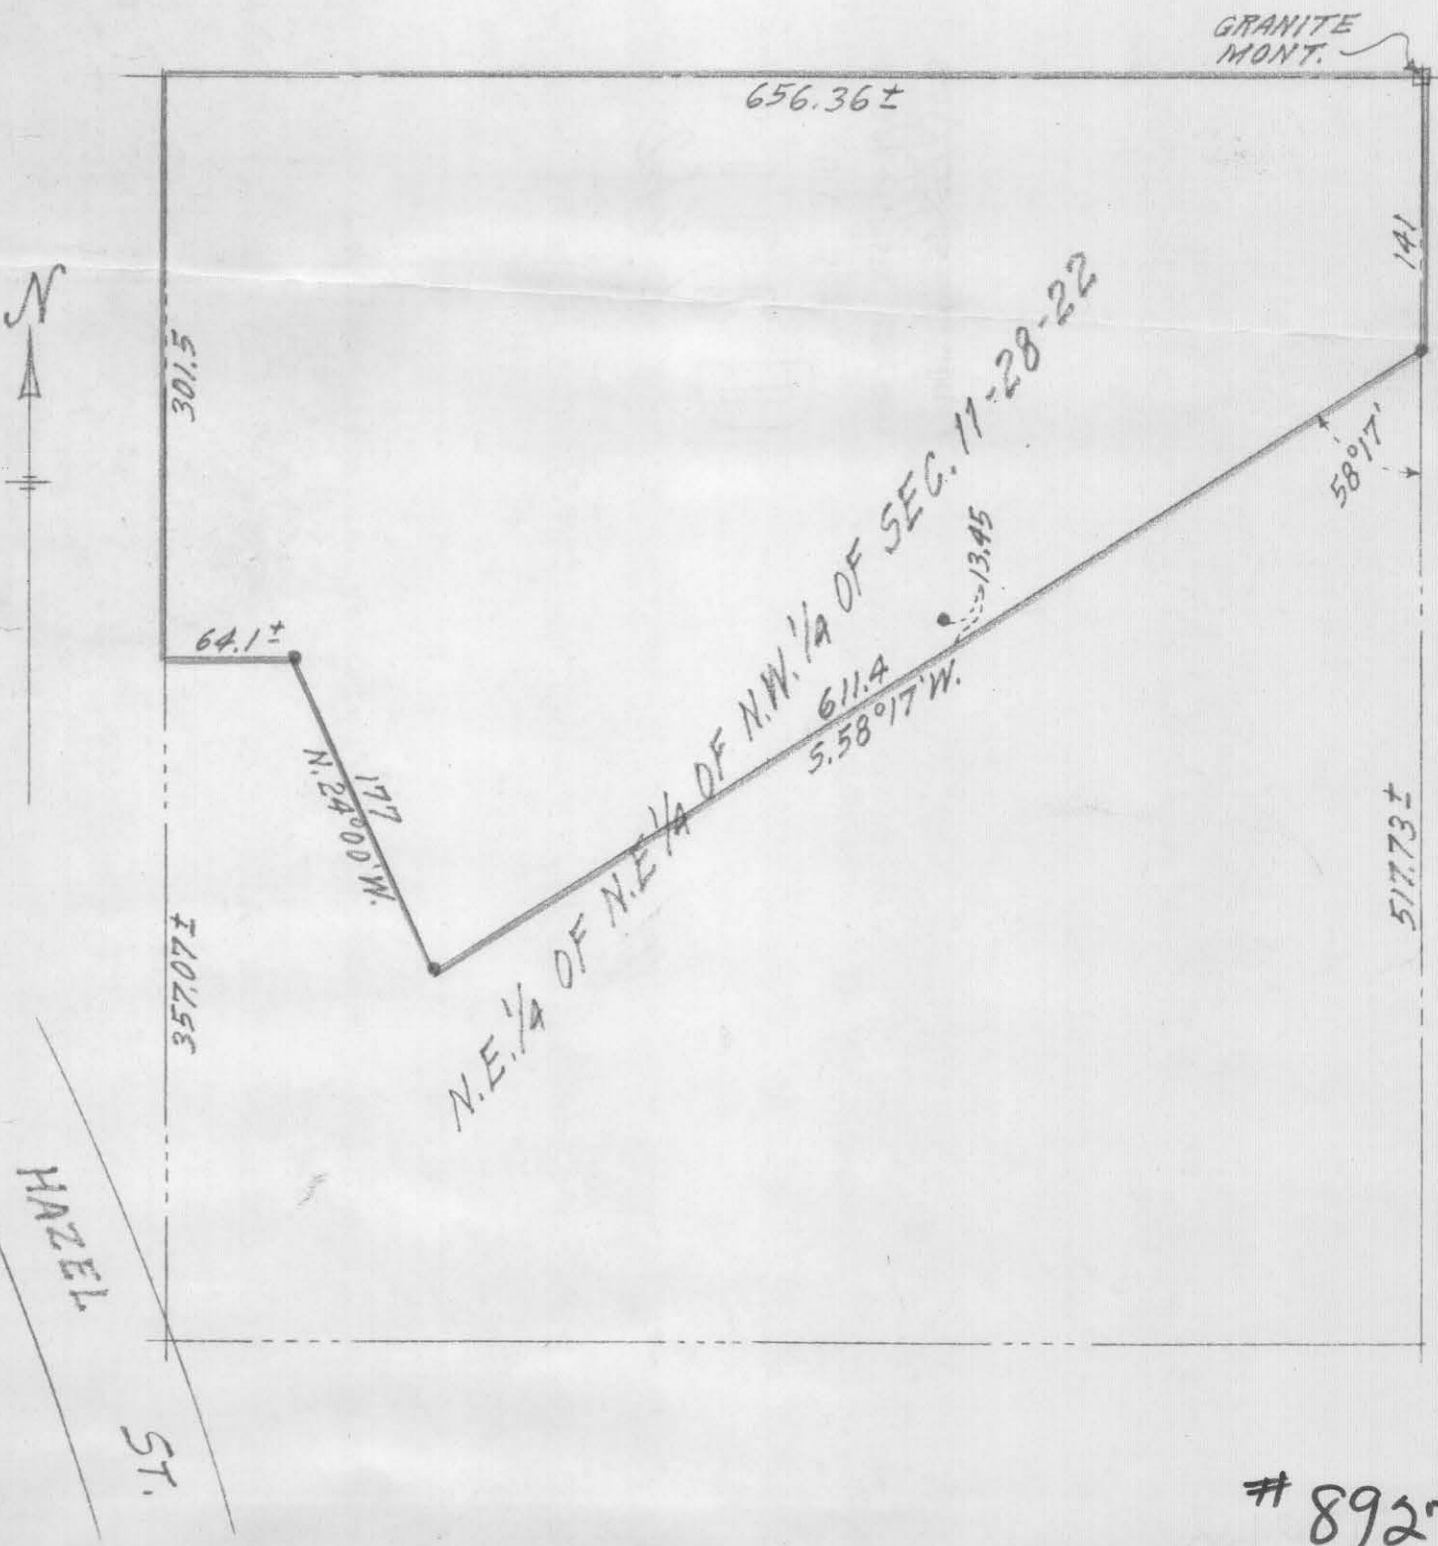 GRANITE
MONT.
656.36 ±
141
N
301.5
58°17'
13.45
64.1 ±
611.4
S.58°17'W.
177
N.24°00'W.
N.E.1/4 OF N.E.1/4 OF N.W.1/4 OF SEC. 11-28-22
517.73 ±
357.07 ±
HAZEL
ST.
# 892